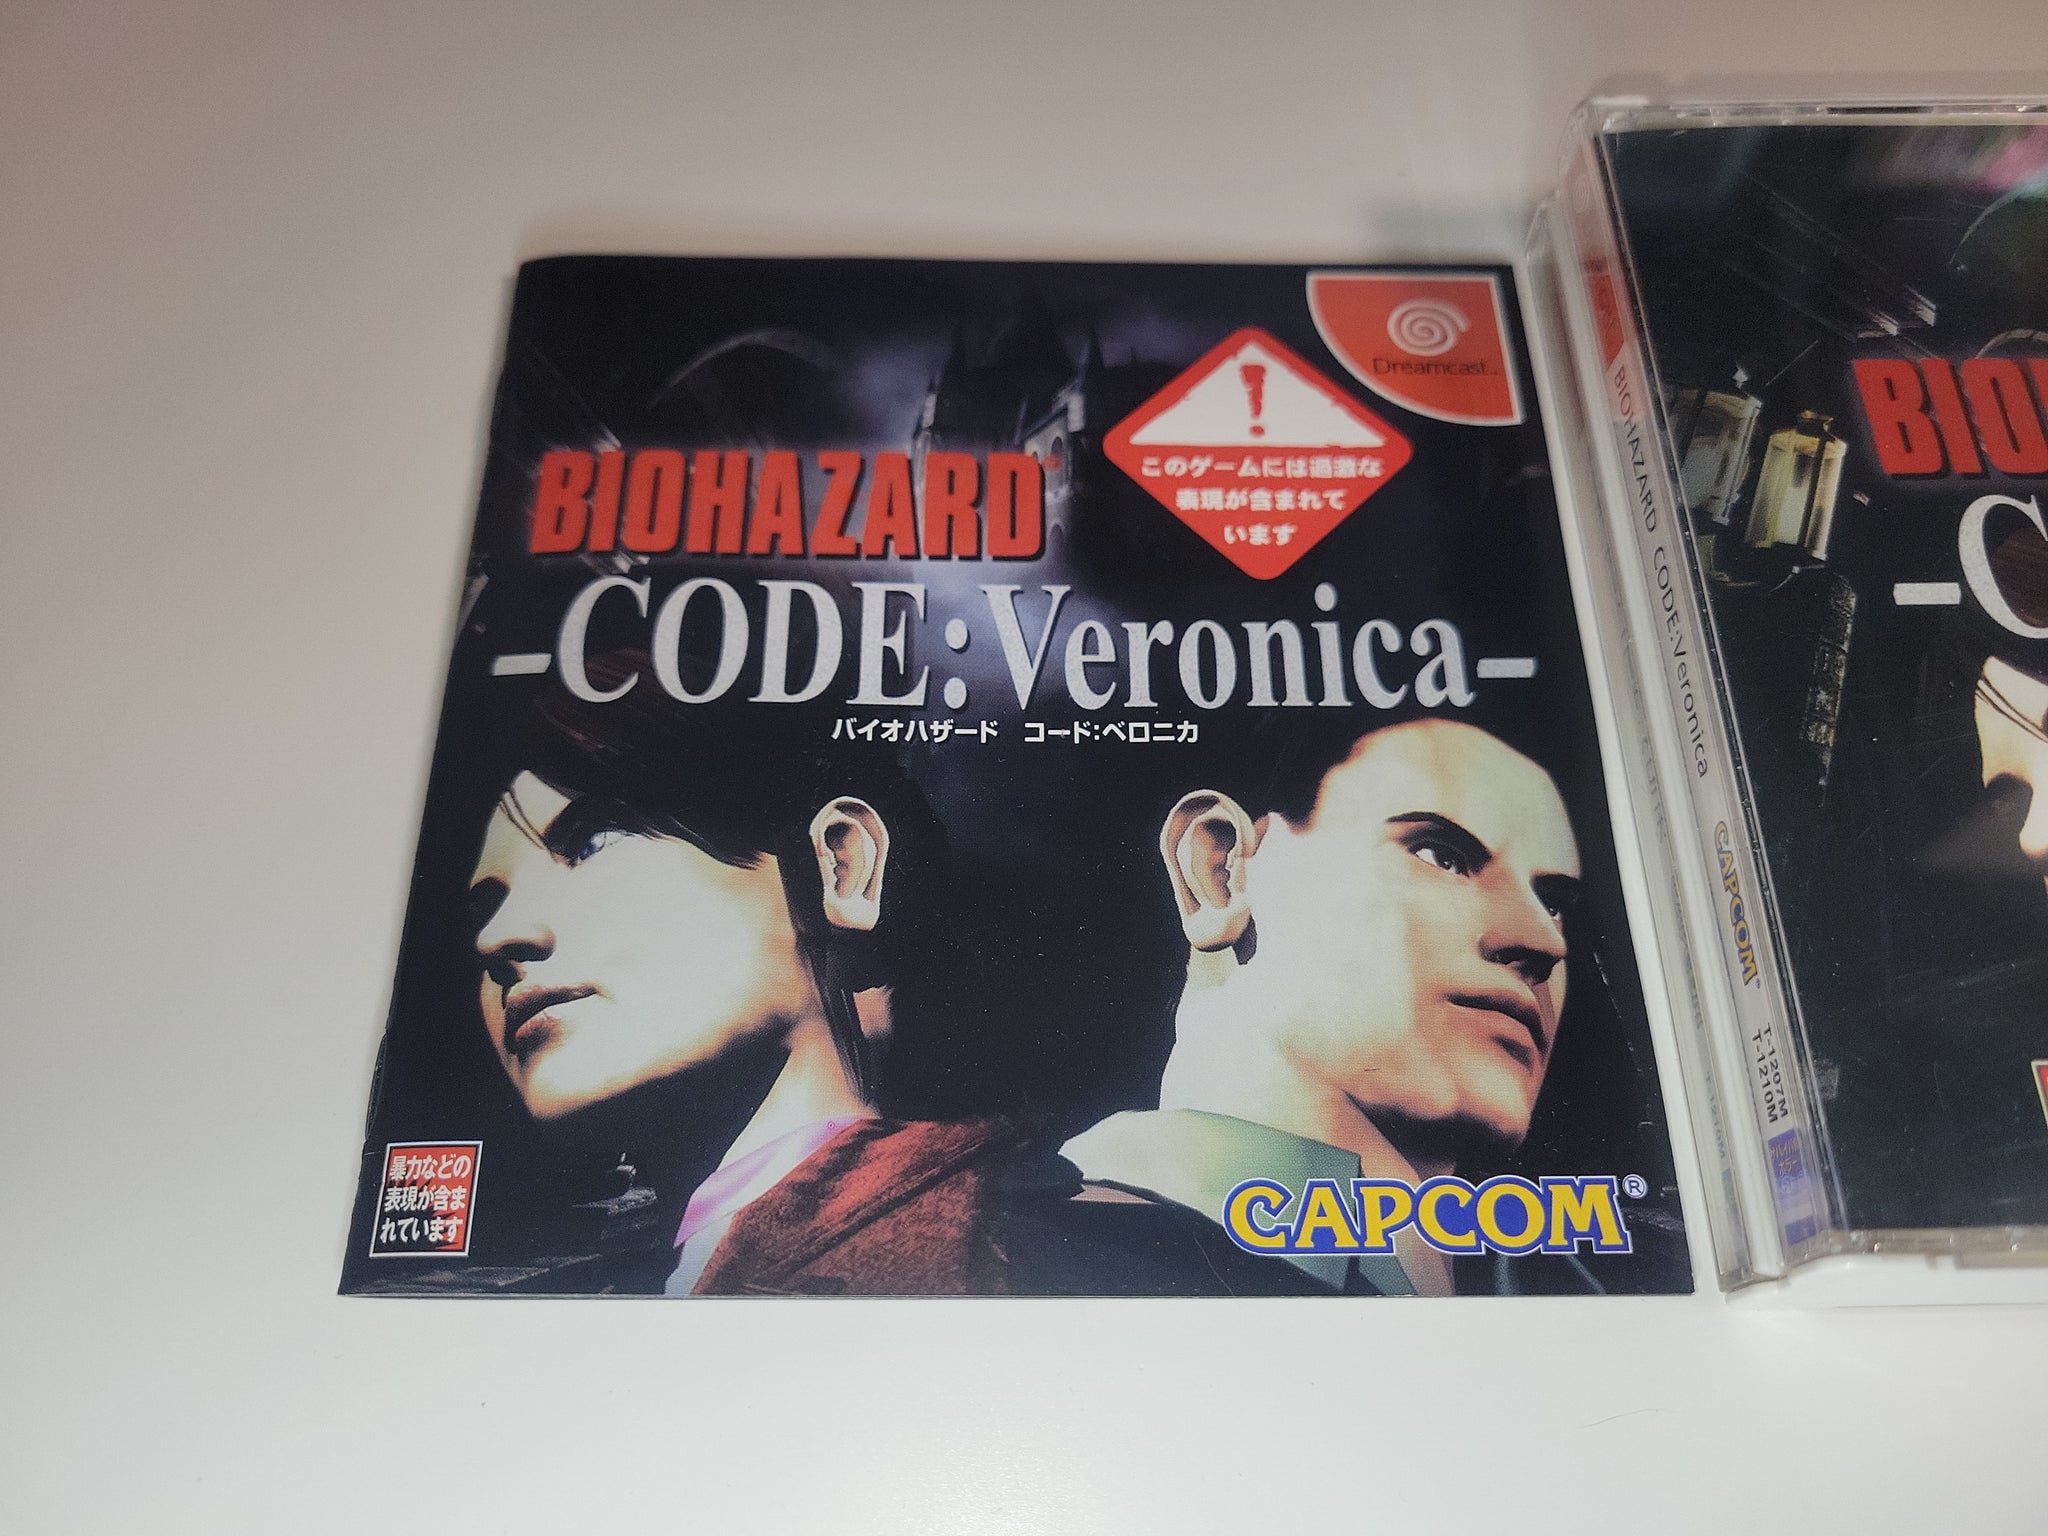 Dreamcast™
このゲームには過激な
表現が含まれて
います
BIOHAZARD
-CODE:Veronica-
バイオハザード コード:ベロニカ
暴力などの
表現が含ま
れています
CAPCOM®
BIOHAZARD CODE:Veronica
CAPCOM®
T-1207M
T-1210M
BIO
-C